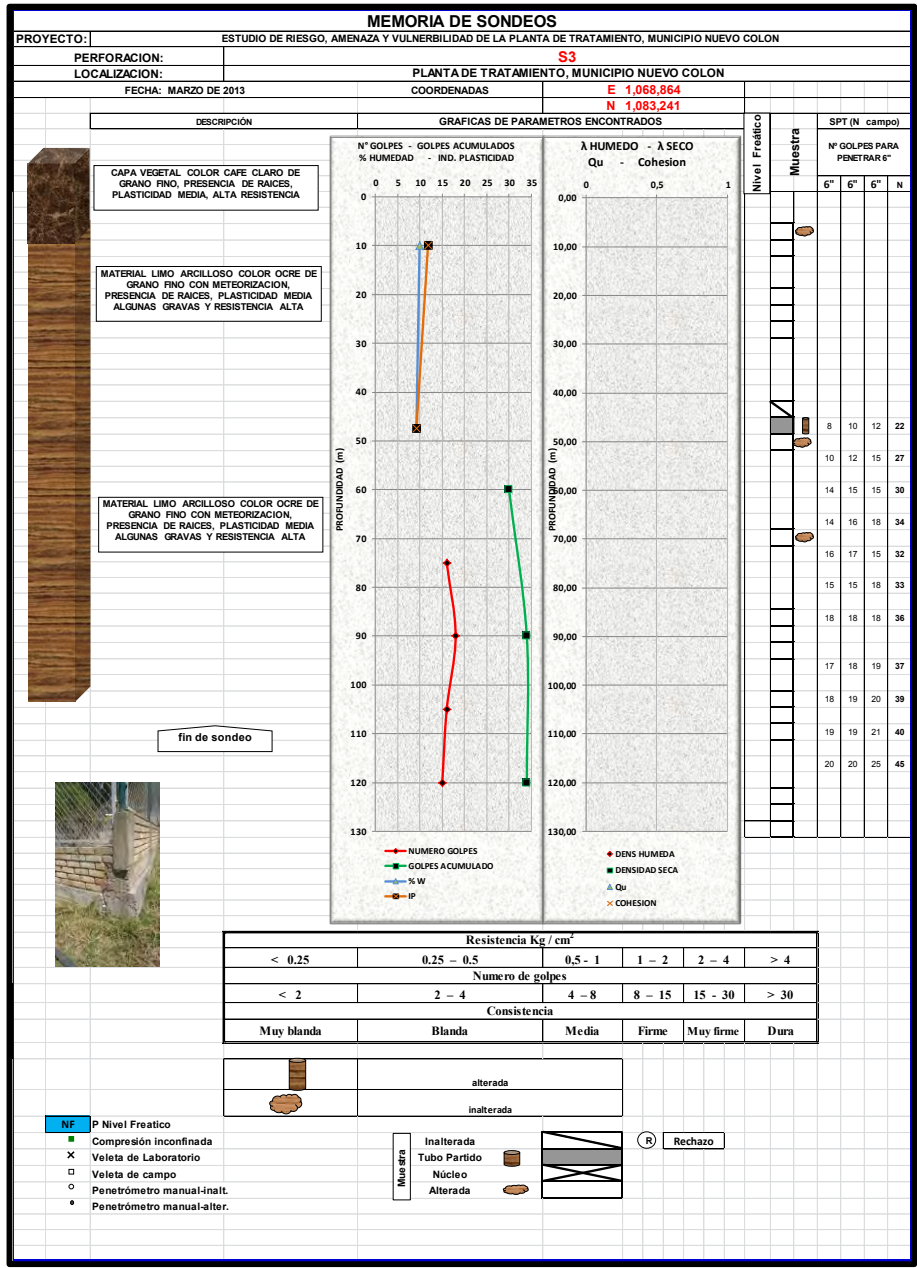 MEMORIA DE SONDEOS
PROYECTO: ESTUDIO DE RIESGO, AMENAZA Y VULNERBILIDAD DE LA PLANTA DE TRATAMIENTO, MUNICIPIO NUEVO COLON
PERFORACION: S3
LOCALIZACION: PLANTA DE TRATAMIENTO, MUNICIPIO NUEVO COLON
FECHA: MARZO DE 2013 COORDENADAS E 1,068,864
N 1,083,241
DESCRIPCIÓN
GRAFICAS DE PARAMETROS ENCONTRADOS
Nivel Freático
Muestra
SPT (N campo)
Nº GOLPES PARA
PENETRAR 6"
6" 6" 6" N
CAPA VEGETAL COLOR CAFE CLARO DE
GRANO FINO, PRESENCIA DE RAICES,
PLASTICIDAD MEDIA, ALTA RESISTENCIA
MATERIAL LIMO ARCILLOSO COLOR OCRE DE
GRANO FINO CON METEORIZACION,
PRESENCIA DE RAICES, PLASTICIDAD MEDIA
ALGUNAS GRAVAS Y RESISTENCIA ALTA
MATERIAL LIMO ARCILLOSO COLOR OCRE DE
GRANO FINO CON METEORIZACION,
PRESENCIA DE RAICES, PLASTICIDAD MEDIA
ALGUNAS GRAVAS Y RESISTENCIA ALTA
fin de sondeo
N° GOLPES - GOLPES ACUMULADOS
% HUMEDAD - IND. PLASTICIDAD
0 5 10 15 20 25 30 35
0
10
20
30
40
50
60
70
80
90
100
110
120
130
PROFUNDIDAD (m)
NUMERO GOLPES
GOLPES ACUMULADO
% W
IP
λ HUMEDO - λ SECO
Qu - Cohesion
0 0,5 1
0,00
10,00
20,00
30,00
40,00
50,00
60,00
70,00
80,00
90,00
100,00
110,00
120,00
130,00
PROFUNDIDAD (m)
DENS HUMEDA
DENSIDAD SECA
Qu
COHESION
8 10 12 22
10 12 15 27
14 15 15 30
14 16 18 34
16 17 15 32
15 15 18 33
18 18 18 36
17 18 19 37
18 19 20 39
19 19 21 40
20 20 25 45
Resistencia Kg / cm²
< 0.25 0.25 – 0.5 0,5 - 1 1 – 2 2 – 4 > 4
Numero de golpes
< 2 2 – 4 4 – 8 8 – 15 15 - 30 > 30
Consistencia
Muy blanda Blanda Media Firme Muy firme Dura
alterada
inalterada
NF P Nivel Freatico
Compresión inconfinada
Veleta de Laboratorio
Veleta de campo
Penetrómetro manual-inalt.
Penetrómetro manual-alter.
Muestra
Inalterada
Tubo Partido
Núcleo
Alterada
R Rechazo